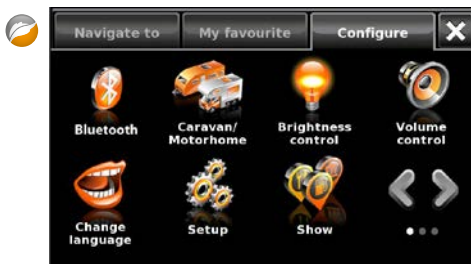 Navigate to
My favourite
Configure
Bluetooth
Caravan/
Motorhome
Brightness
control
Volume
control
Change
language
Setup
Show